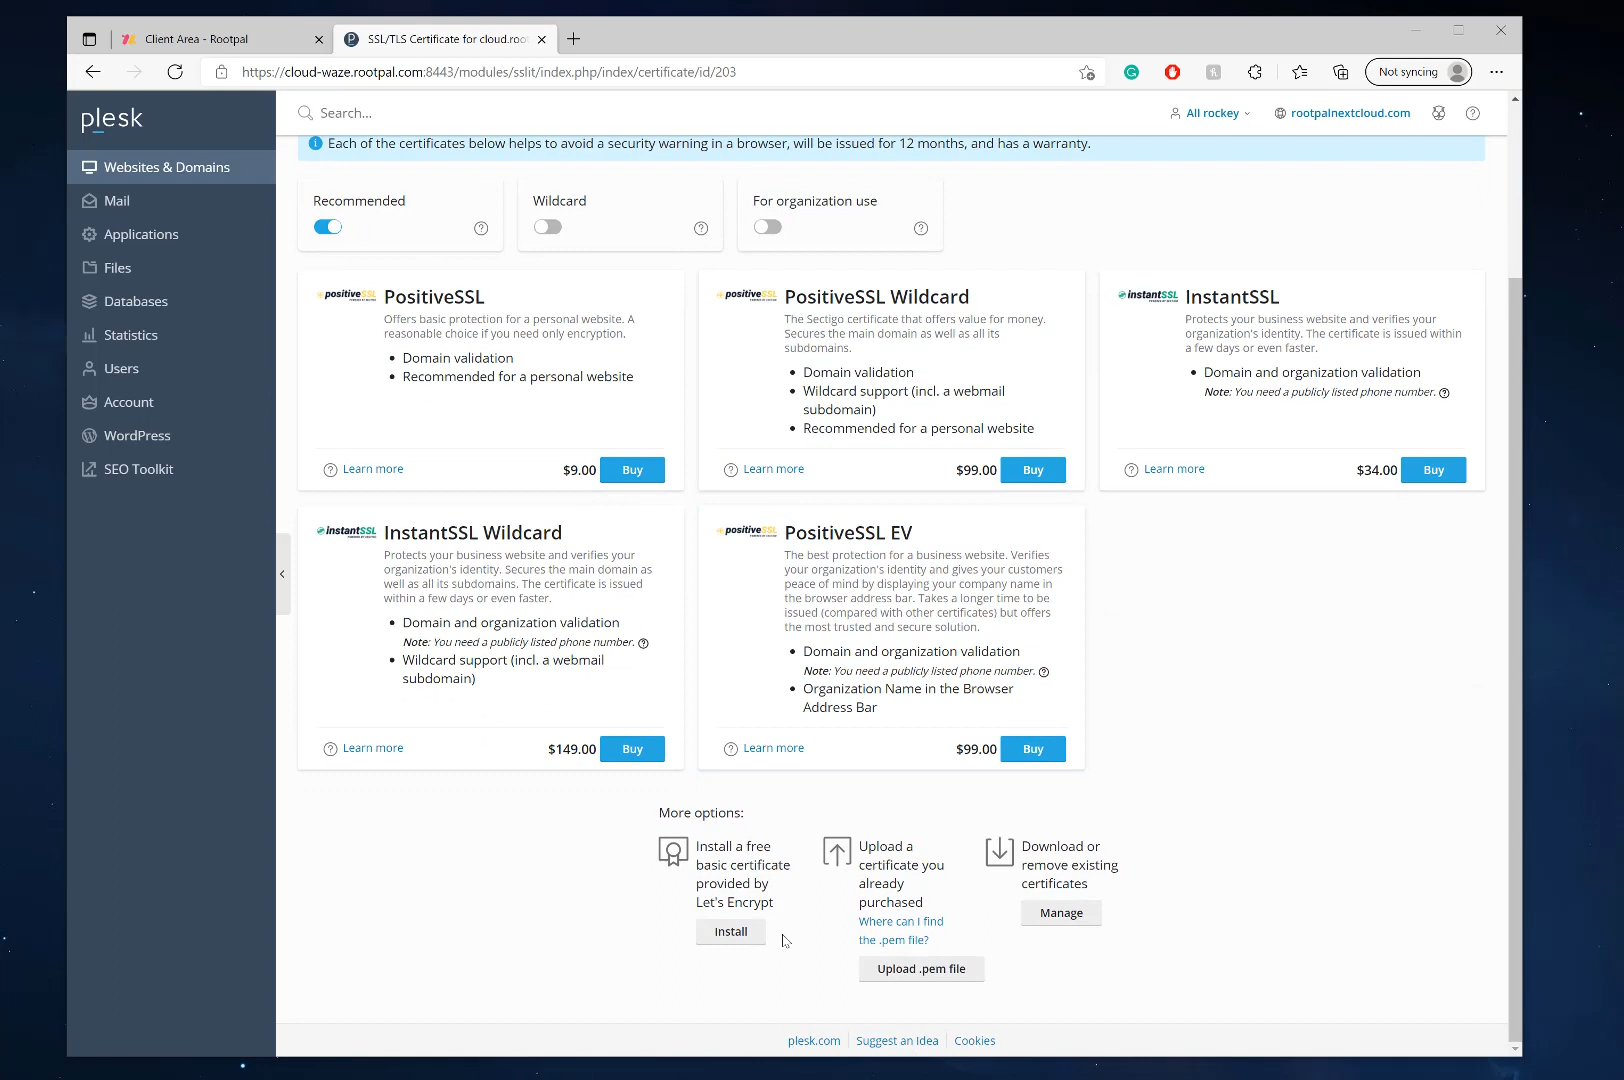 Client Area - Rootpal
SSL/TLS Certificate for cloud.roo
https://cloud-waze.rootpal.com:8443/modules/sslit/index.php/index/certificate/id/203
Not syncing
plesk
Search...
All rockey
rootpalnextcloud.com
Websites & Domains
Mail
Applications
Files
Databases
Statistics
Users
Account
WordPress
SEO Toolkit
Each of the certificates below helps to avoid a security warning in a browser, will be issued for 12 months, and has a warranty.
Recommended
Wildcard
For organization use
positiveSSL
PositiveSSL
Offers basic protection for a personal website. A
reasonable choice if you need only encryption.
Domain validation
Recommended for a personal website
Learn more
$9.00
Buy
positiveSSL
PositiveSSL Wildcard
The Sectigo certificate that offers value for money.
Secures the main domain as well as all its
subdomains.
Domain validation
Wildcard support (incl. a webmail
subdomain)
Recommended for a personal website
Learn more
$99.00
Buy
instantSSL
InstantSSL
Protects your business website and verifies your
organization's identity. The certificate is issued within
a few days or even faster.
Domain and organization validation
Note: You need a publicly listed phone number.
Learn more
$34.00
Buy
instantSSL
InstantSSL Wildcard
Protects your business website and verifies your
organization's identity. Secures the main domain as
well as all its subdomains. The certificate is issued
within a few days or even faster.
Domain and organization validation
Note: You need a publicly listed phone number.
Wildcard support (incl. a webmail
subdomain)
Learn more
$149.00
Buy
positiveSSL
PositiveSSL EV
The best protection for a business website. Verifies
your organization's identity and gives your customers
peace of mind by displaying your company name in
the browser address bar. Takes a longer time to be
issued (compared with other certificates) but offers
the most trusted and secure solution.
Domain and organization validation
Note: You need a publicly listed phone number.
Organization Name in the Browser
Address Bar
Learn more
$99.00
Buy
More options:
Install a free
basic certificate
provided by
Let's Encrypt
Install
Upload a
certificate you
already
purchased
Where can I find
the .pem file?
Upload .pem file
Download or
remove existing
certificates
Manage
plesk.com
Suggest an Idea
Cookies